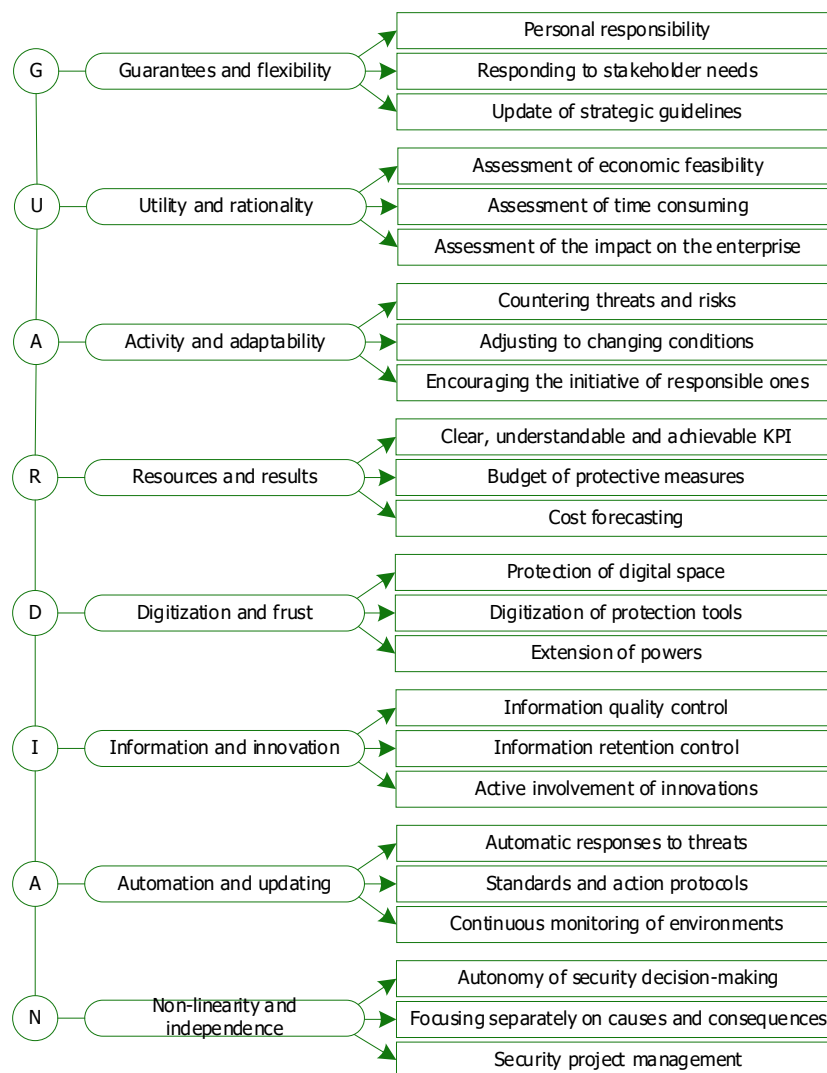 G
Guarantees and flexibility
Personal responsibility
Responding to stakeholder needs
Update of strategic guidelines
U
Utility and rationality
Assessment of economic feasibility
Assessment of time consuming
Assessment of the impact on the enterprise
A
Activity and adaptability
Countering threats and risks
Adjusting to changing conditions
Encouraging the initiative of responsible ones
R
Resources and results
Clear, understandable and achievable KPI
Budget of protective measures
Cost forecasting
D
Digitization and frust
Protection of digital space
Digitization of protection tools
Extension of powers
I
Information and innovation
Information quality control
Information retention control
Active involvement of innovations
A
Automation and updating
Automatic responses to threats
Standards and action protocols
Continuous monitoring of environments
N
Non-linearity and
independence
Autonomy of security decision-making
Focusing separately on causes and consequences
Security project management